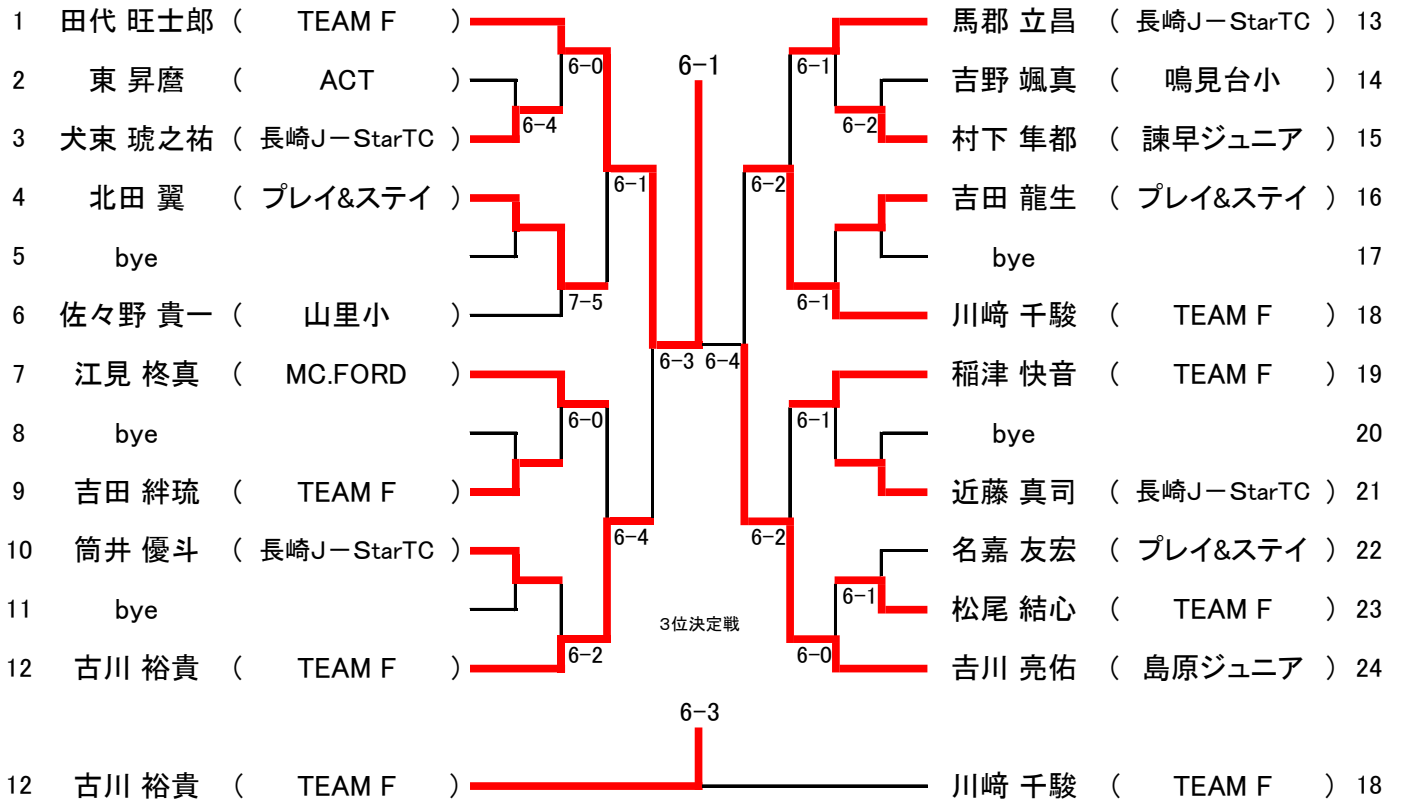 1 田代 旺士郎 ( TEAM F ) 馬郡 立昌 ( 長崎J-StarTC ) 13
6-0 6-1 6-1
2 東 昇麿 ( ACT ) 吉野 颯真 ( 鳴見台小 ) 14
6-4 6-2
3 犬束 琥之祐 ( 長崎J-StarTC ) 村下 隼都 ( 諫早ジュニア ) 15
6-1 6-2
4 北田 翼 ( プレイ&ステイ ) 吉田 龍生 ( プレイ&ステイ ) 16
5 bye bye 17
7-5 6-1
6 佐々野 貴一 ( 山里小 ) 川﨑 千駿 ( TEAM F ) 18
6-3 6-4
7 江見 柊真 ( MC.FORD ) 稲津 快音 ( TEAM F ) 19
6-0 6-1
8 bye bye 20
9 吉田 絆琉 ( TEAM F ) 近藤 真司 ( 長崎J-StarTC ) 21
6-4 6-2
10 筒井 優斗 ( 長崎J-StarTC ) 名嘉 友宏 ( プレイ&ステイ ) 22
6-1
11 bye 松尾 結心 ( TEAM F ) 23
3位決定戦
6-2 6-0
12 古川 裕貴 ( TEAM F ) 𠮷川 亮佑 ( 島原ジュニア ) 24
6-3
12 古川 裕貴 ( TEAM F ) 川﨑 千駿 ( TEAM F ) 18